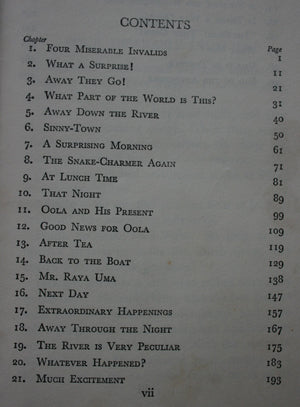 CONTENTS
Chapter Page
1. Four Miserable Invalids 1
2. What a Surprise! 11
3. Away They Go! 21
4. What Part of the World is This? 31
5. Away Down the River 40
6. Sinny-Town 50
7. A Surprising Morning 61
8. The Snake-Charmer Again 71
9. At Lunch Time 81
10. That Night 89
11. Oola and His Present 99
12. Good News for Oola 109
13. After Tea 119
14. Back to the Boat 129
15. Mr. Raya Uma 138
16. Next Day 147
17. Extraordinary Happenings 157
18. Away Through the Night 167
19. The River is Very Peculiar 175
20. Whatever Happened? 183
21. Much Excitement 193
vii